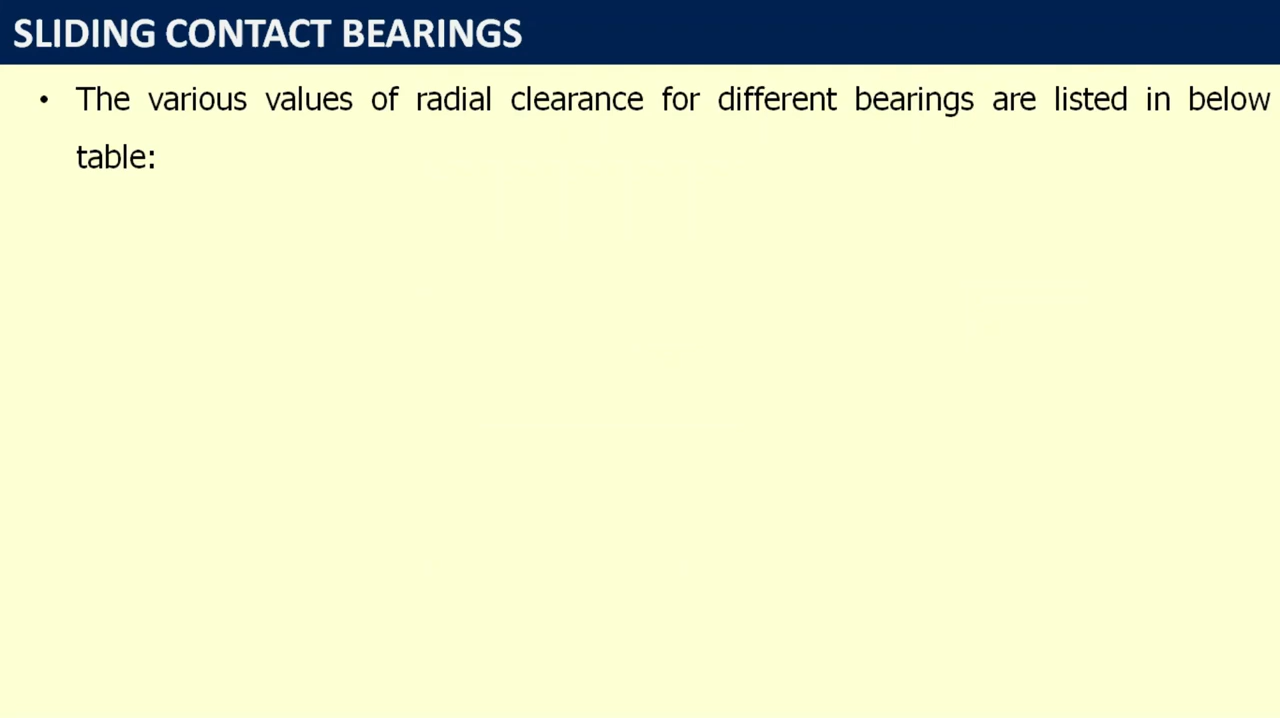 SLIDING CONTACT BEARINGS
• The various values of radial clearance for different bearings are listed in below
table: